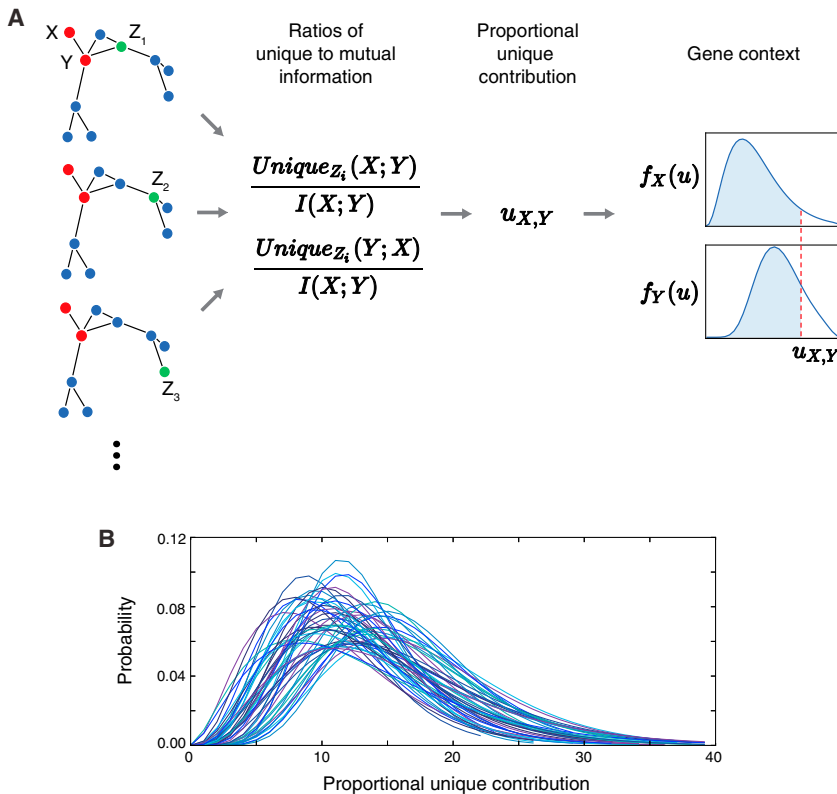 A
X
Y
Z1
Z2
Z3
Ratios of
unique to mutual
information
Proportional
unique
contribution
Gene context
UniqueZi(X; Y)
I(X; Y)
UniqueZi(Y; X)
I(X; Y)
uX,Y
fX(u)
fY(u)
uX,Y
B
Probability
0.12
0.08
0.04
0.00
0 10 20 30 40
Proportional unique contribution